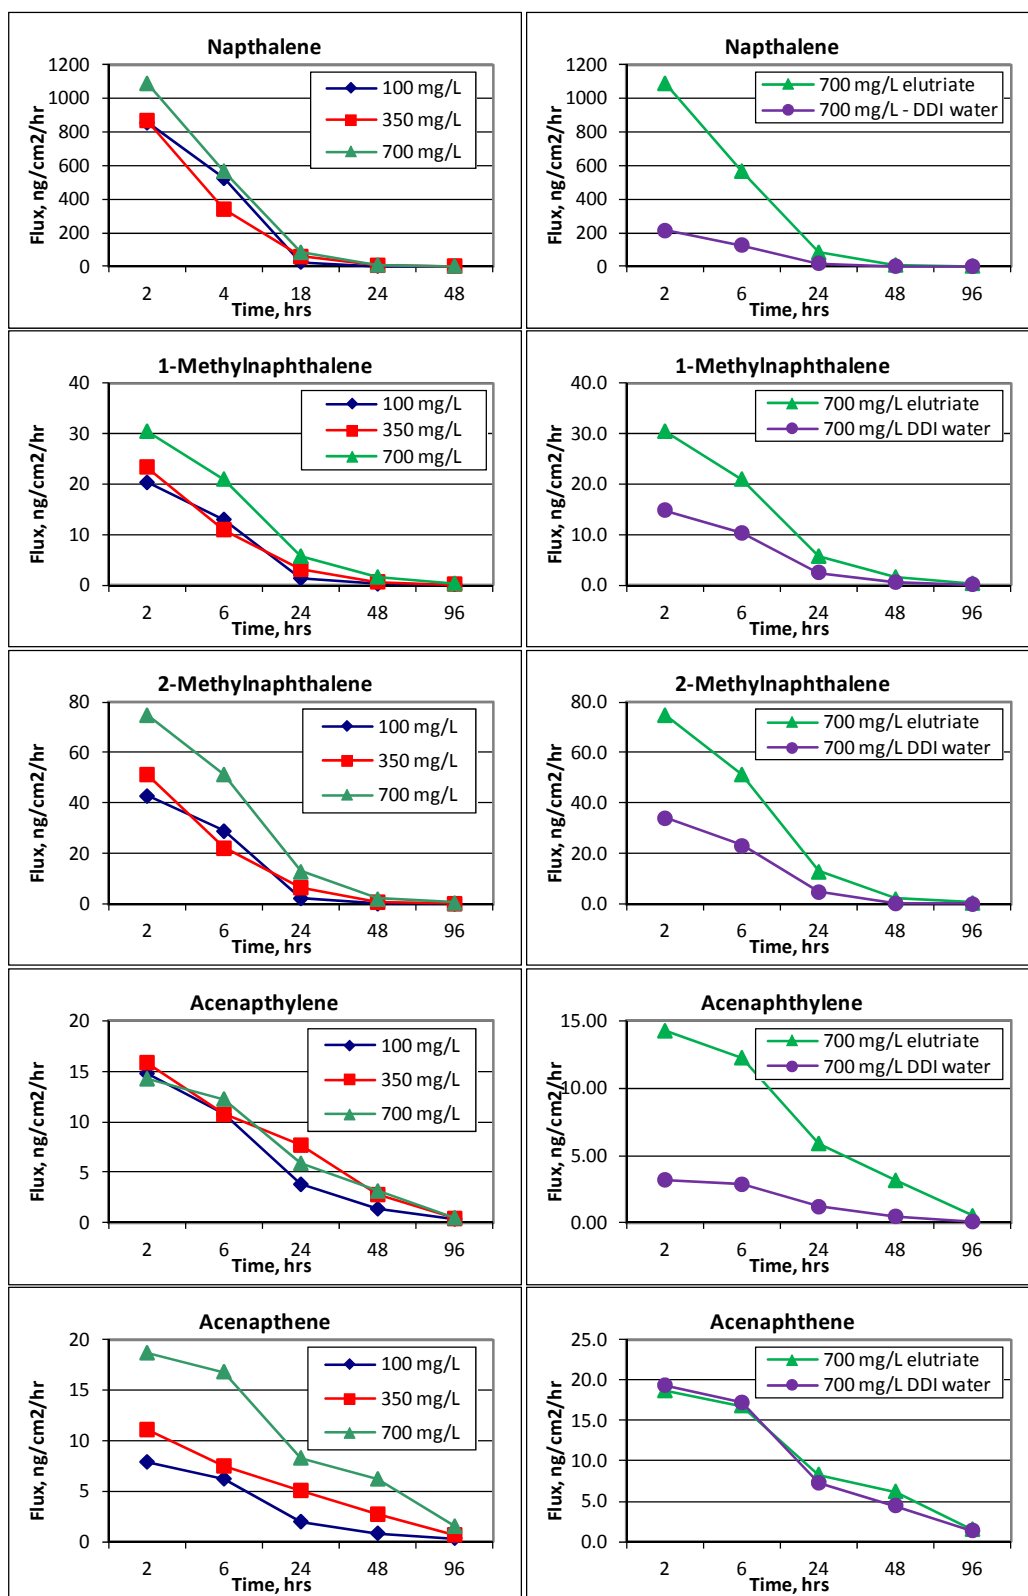 Napthalene
1200
1000
800
600
400
200
0
Flux, ng/cm2/hr
100 mg/L
350 mg/L
700 mg/L
2 4 18 24 48
Time, hrs
Napthalene
1200
1000
800
600
400
200
0
Flux, ng/cm2/hr
700 mg/L elutriate
700 mg/L - DDI water
2 6 24 48 96
Time, hrs
1-Methylnaphthalene
40
30
20
10
0
Flux, ng/cm2/hr
100 mg/L
350 mg/L
700 mg/L
2 6 24 48 96
Time, hrs
1-Methylnaphthalene
40.0
30.0
20.0
10.0
0.0
Flux, ng/cm2/hr
700 mg/L elutriate
700 mg/L DDI water
2 6 24 48 96
Time, hrs
2-Methylnaphthalene
80
60
40
20
0
Flux, ng/cm2/hr
100 mg/L
350 mg/L
700 mg/L
2 6 24 48 96
Time, hrs
2-Methylnaphthalene
80.0
60.0
40.0
20.0
0.0
Flux, ng/cm2/hr
700 mg/L elutriate
700 mg/L DDI water
2 6 24 48 96
Time, hrs
Acenapthylene
20
15
10
5
0
Flux, ng/cm2/hr
100 mg/L
350 mg/L
700 mg/L
2 6 24 48 96
Time, hrs
Acenaphthylene
15.00
10.00
5.00
0.00
Flux, ng/cm2/hr
700 mg/L elutriate
700 mg/L DDI water
2 6 24 48 96
Time, hrs
Acenapthene
20
15
10
5
0
Flux, ng/cm2/hr
100 mg/L
350 mg/L
700 mg/L
2 6 24 48 96
Time, hrs
Acenaphthene
25.0
20.0
15.0
10.0
5.0
0.0
Flux, ng/cm2/hr
700 mg/L elutriate
700 mg/L DDI water
2 6 24 48 96
Time, hrs